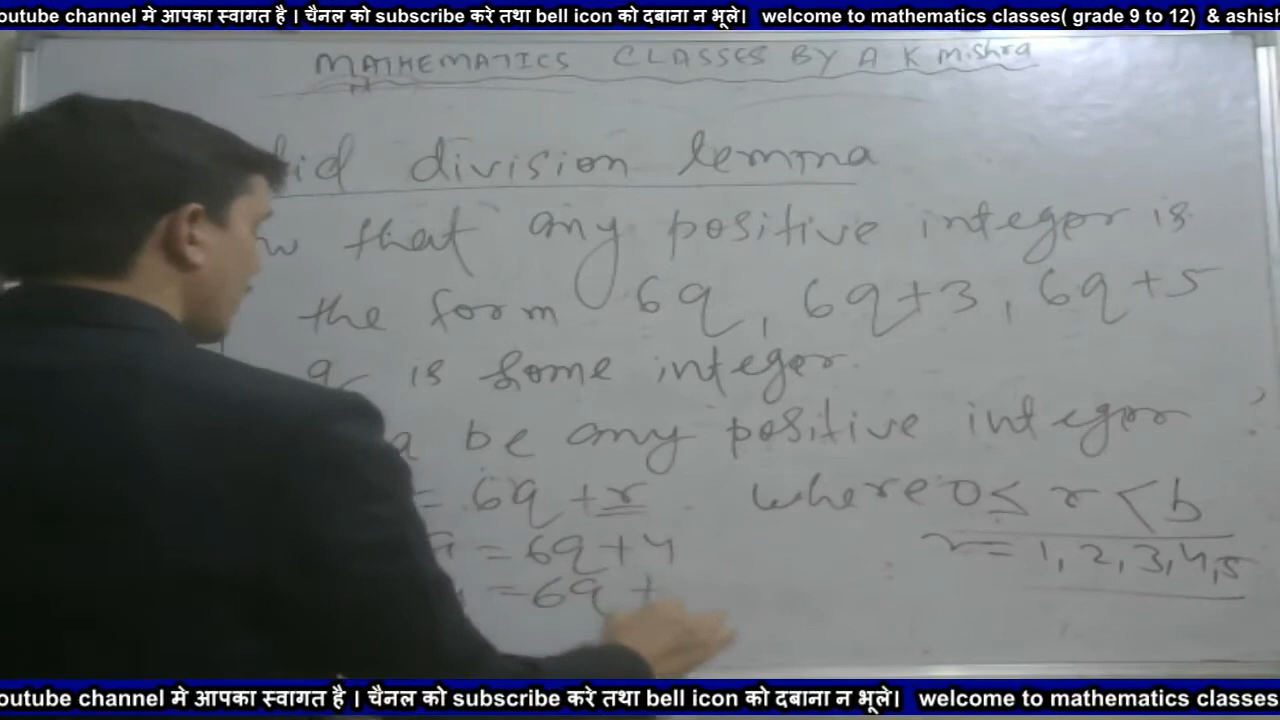 outube channel मे आपका स्वागत है । चैनल को subscribe करे तथा bell icon को दबाना न भूले। welcome to mathematics classes( grade 9 to 12) & ashish
MATHEMATICS CLASSES BY A K Mishra
lid division lemma
w that any positive integer is
the form 6q, 6q+3, 6q+5
q is some integer.
a be any positive integer
= 6q + r where 0 ≤ r < b
a = 6q+4 r = 1, 2, 3, 4, 5
= 6q +
outube channel मे आपका स्वागत है । चैनल को subscribe करे तथा bell icon को दबाना न भूले। welcome to mathematics classes